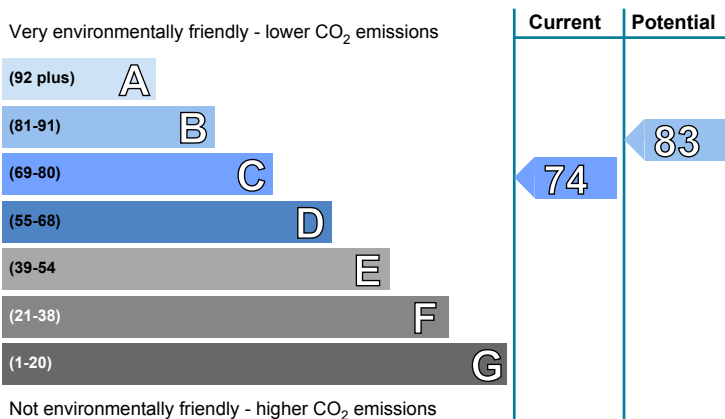 Very environmentally friendly - lower CO2 emissions
Current
Potential
(92 plus) A
(81-91) B
83
(69-80) C
74
(55-68) D
(39-54 E
(21-38) F
(1-20) G
Not environmentally friendly - higher CO2 emissions